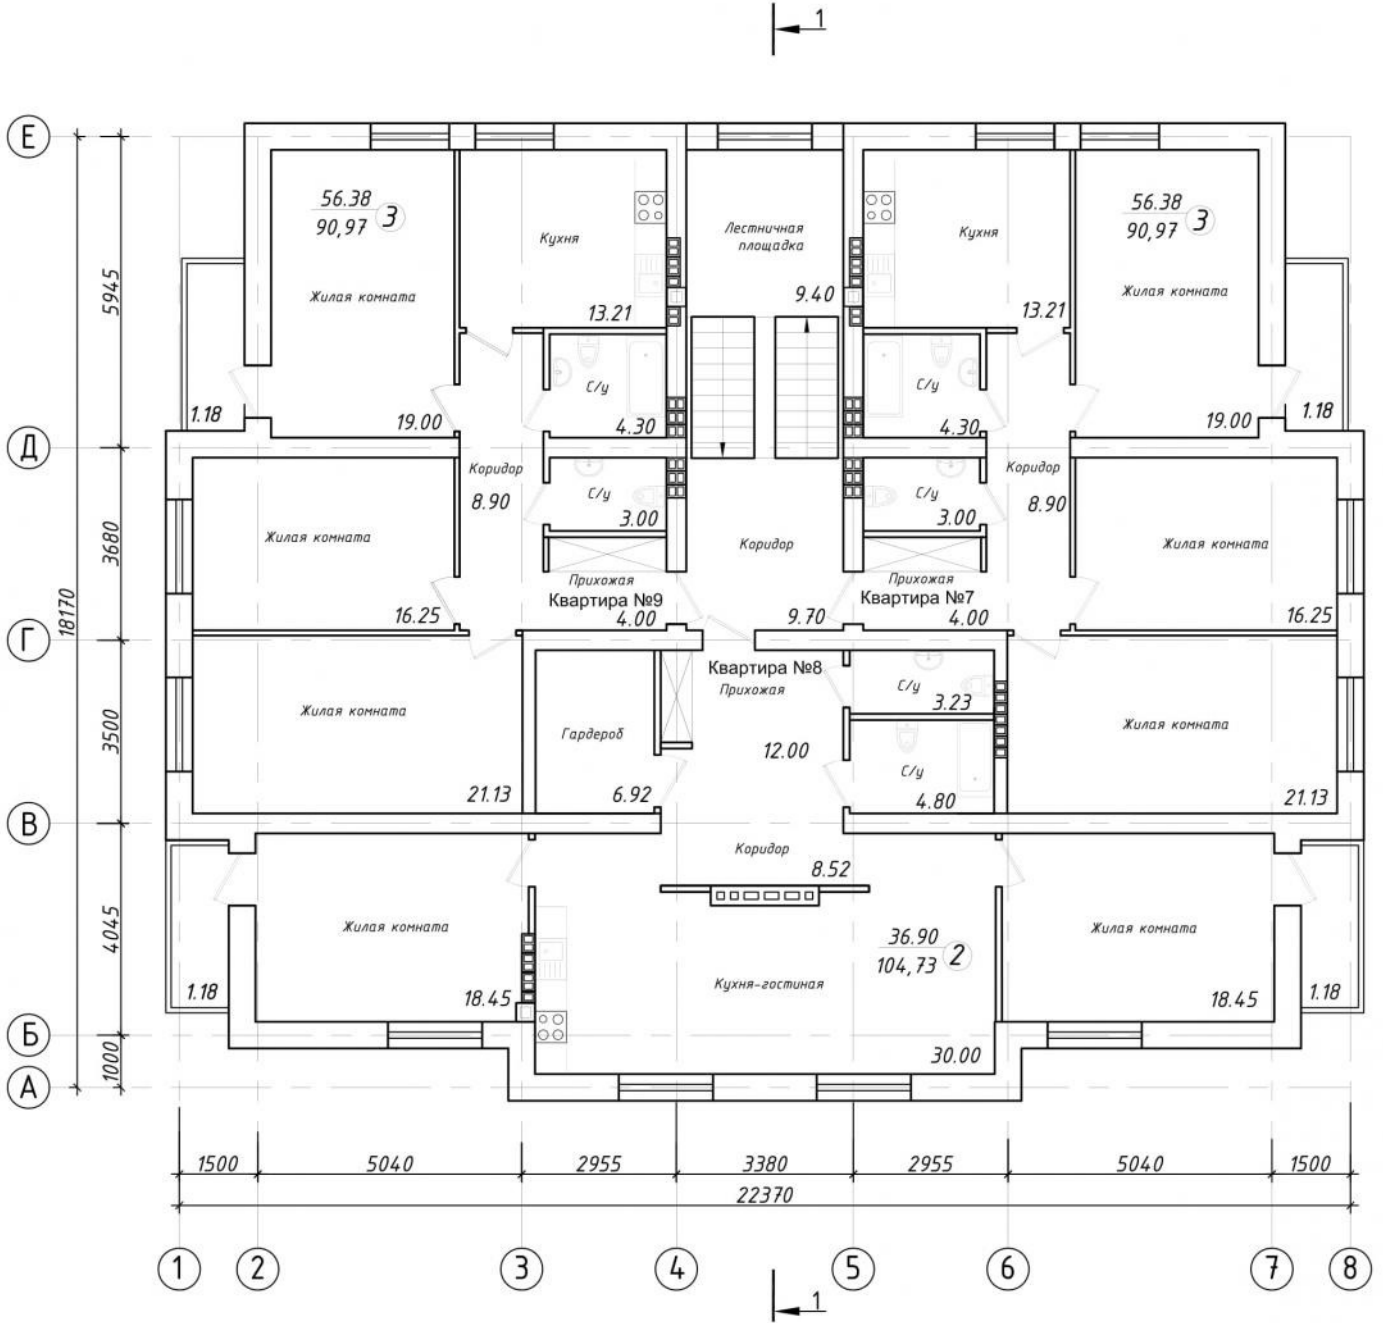 1
Е
56.38
90,97
3
Кухня
Лестничная
площадка
Кухня
56.38
90,97
3
5945
Жилая комната
13.21
9.40
13.21
Жилая комната
С/у
С/у
1.18
19.00
4.30
4.30
19.00
1.18
Д
Коридор
8.90
С/у
3.00
С/у
3.00
Коридор
8.90
3680
Жилая комната
Коридор
Жилая комната
18170
Прихожая
Квартира №9
Прихожая
Квартира №7
16.25
4.00
9.70
4.00
16.25
Г
Квартира №8
Прихожая
С/у
3.23
3500
Жилая комната
Гардероб
Жилая комната
12.00
С/у
21.13
6.92
4.80
21.13
В
Коридор
8.52
4045
Жилая комната
36.90
104,73
2
Жилая комната
Кухня-гостиная
1.18
18.45
18.45
1.18
Б
1000
30.00
А
1500
5040
2955
3380
2955
5040
1500
22370
1
2
3
4
5
6
7
8
1